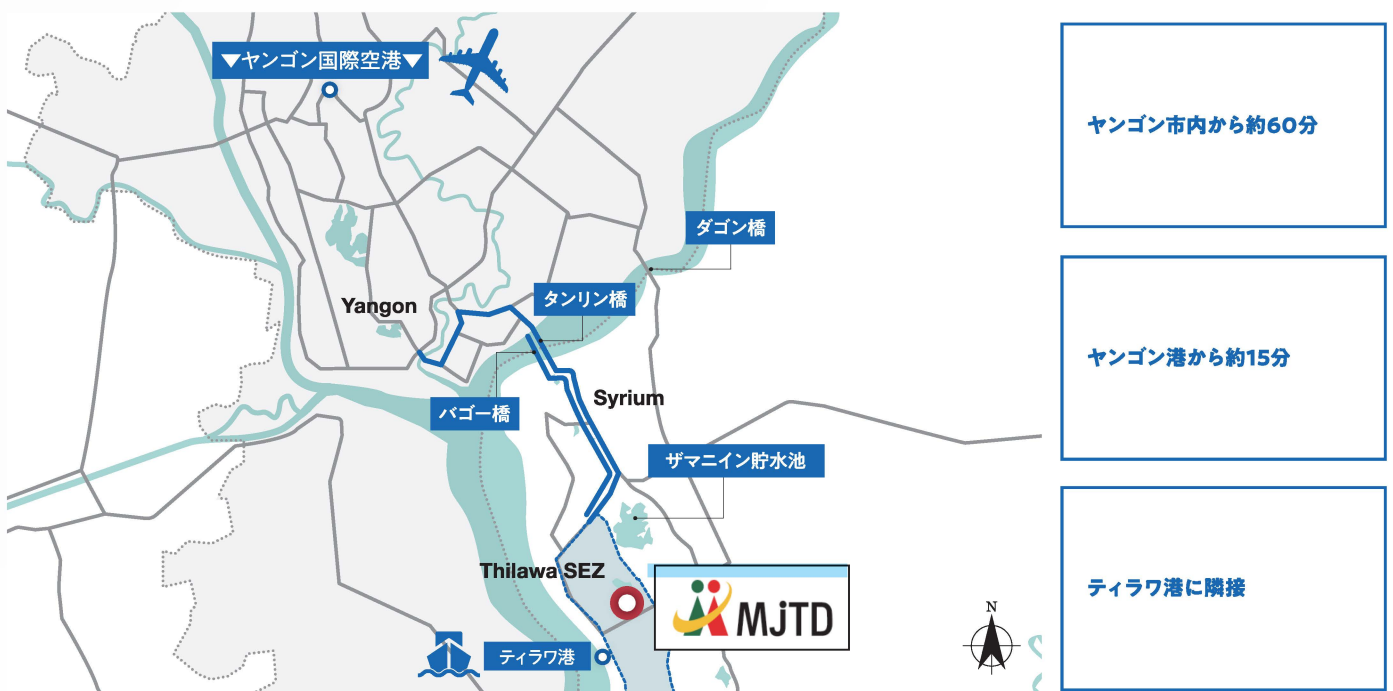 ▼ヤンゴン国際空港▼
ダゴン橋
タンリン橋
Yangon
バゴー橋
Syrium
ザマニイン貯水池
Thilawa SEZ
MJTD
ティラワ港
N
ヤンゴン市内から約60分
ヤンゴン港から約15分
ティラワ港に隣接